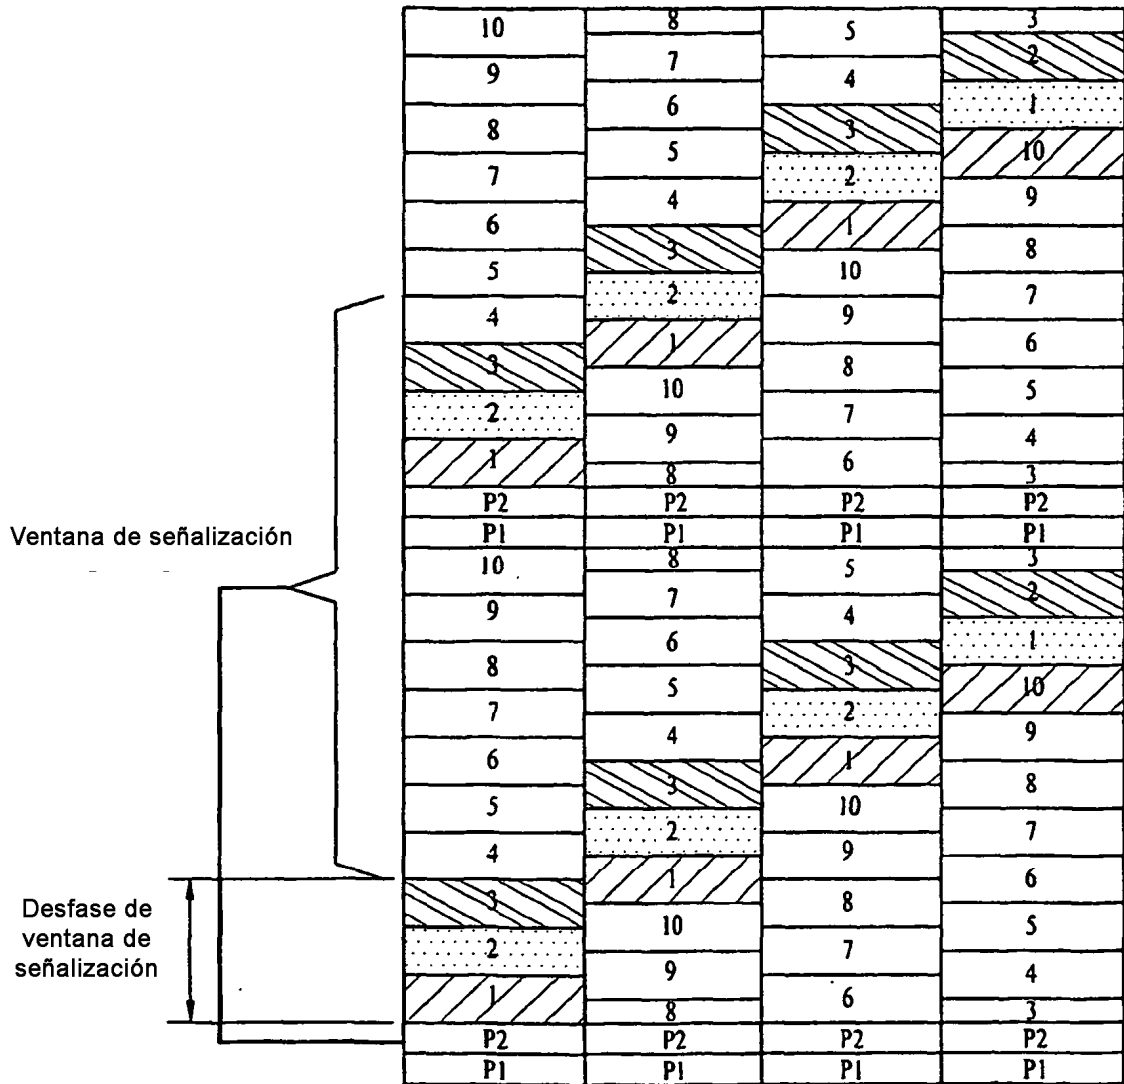 10 8 5 3
9 7 4 2
8 6 3 1
7 5 2 10
6 4 1 9
5 3 10 8
4 2 9 7
3 1 8 6
2 10 7 5
1 9 6 4
8 3
P2 P2 P2 P2
Ventana de señalización
P1 P1 P1 P1
10 8 5 3
9 7 4 2
8 6 3 1
7 5 2 10
6 4 1 9
5 3 10 8
4 2 9 7
3 1 8 6
2 10 7 5
1 9 6 4
8 3
Desfase de
ventana de
señalización
P2 P2 P2 P2
P1 P1 P1 P1